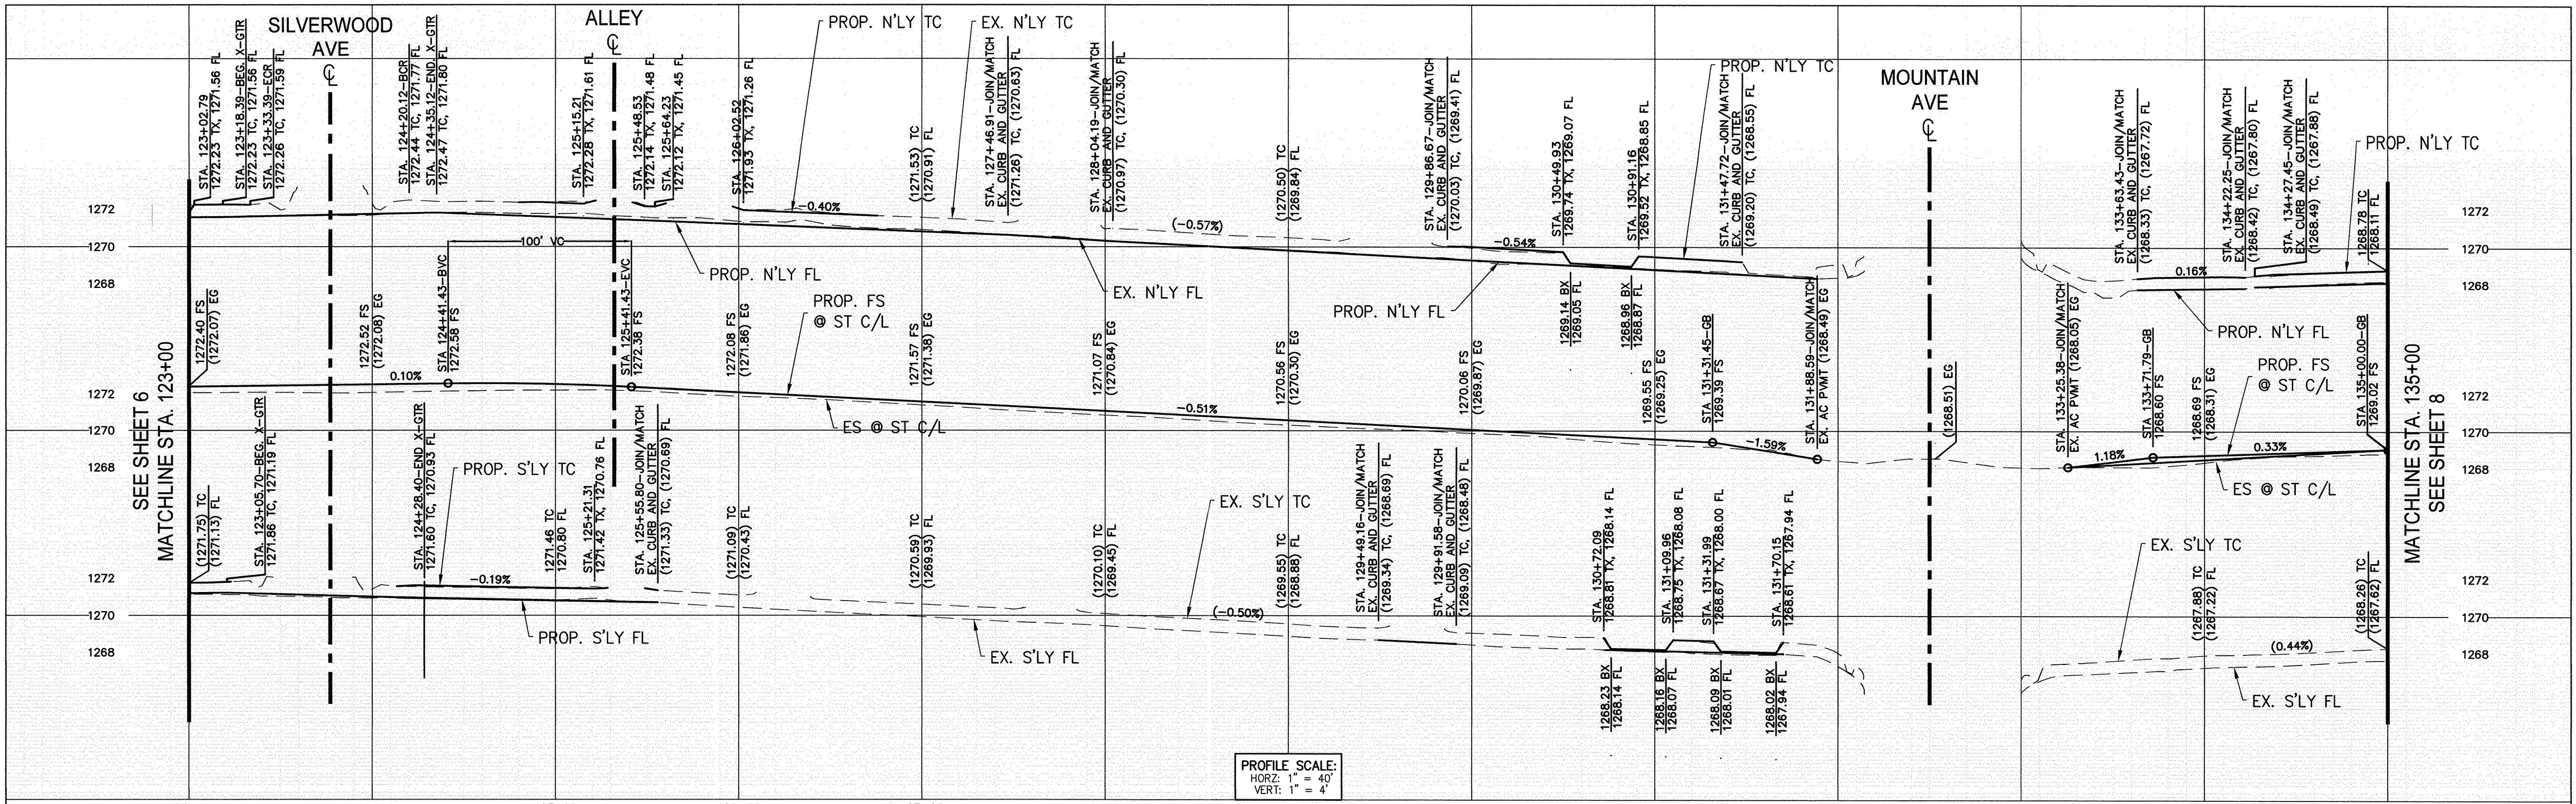 SILVERWOOD
AVE
CL
ALLEY
CL
MOUNTAIN
AVE
CL
STA. 123+02.79
1272.23 TX, 1271.56 FL
STA. 123+18.39-BEG. X-GTR
1272.23 TC, 1271.56 FL
STA. 123+33.39-ECR
1272.26 TC, 1271.59 FL
STA. 124+20.12-BCR
1272.44 TC, 1271.77 FL
STA. 124+35.12-END. X-GTR
1272.47 TC, 1271.80 FL
STA. 125+15.21
1272.28 TX, 1271.61 FL
STA. 125+48.53
1272.14 TX, 1271.48 FL
STA. 125+64.23
1272.12 TX, 1271.45 FL
STA. 126+02.52
1271.93 TX, 1271.26 FL
PROP. N'LY TC
EX. N'LY TC
(1271.53) TC
(1270.91) FL
STA. 127+46.91-JOIN/MATCH
EX. CURB AND GUTTER
(1271.26) TC, (1270.63) FL
STA. 128+04.19-JOIN/MATCH
EX. CURB AND GUTTER
(1270.97) TC, (1270.30) FL
(1270.50) TC
(1269.84) FL
STA. 129+86.67-JOIN/MATCH
EX. CURB AND GUTTER
(1270.03) TC, (1269.41) FL
STA. 130+49.93
1269.74 TX, 1269.07 FL
STA. 130+91.16
1269.52 TX, 1268.85 FL
PROP. N'LY TC
STA. 131+47.72-JOIN/MATCH
EX. CURB AND GUTTER
(1269.20) TC, (1268.55) FL
STA. 133+63.43-JOIN/MATCH
EX. CURB AND GUTTER
(1268.33) TC, (1267.72) FL
STA. 134+22.25-JOIN/MATCH
EX. CURB AND GUTTER
(1268.42) TC, (1267.80) FL
STA. 134+27.45-JOIN/MATCH
EX. CURB AND GUTTER
(1268.49) TC, (1267.88) FL
1268.78 TC
1268.11 FL
PROP. N'LY TC
1272
1270
1268
-0.40%
(-0.57%)
-0.54%
0.16%
1272
1270
1268
100' VC
PROP. N'LY FL
EX. N'LY FL
PROP. N'LY FL
PROP. N'LY FL
1269.14 BX
1269.05 FL
1268.96 BX
1268.87 FL
1272.40 FS
(1272.07) EG
1272.52 FS
(1272.08) EG
STA 124+41.43-BVC
1272.58 FS
STA 125+41.43-EVC
1272.38 FS
1272.08 FS
(1271.86) EG
PROP. FS
@ ST C/L
1271.57 FS
(1271.38) EG
1271.07 FS
(1270.84) EG
1270.56 FS
(1270.30) EG
1270.06 FS
(1269.87) EG
1269.55 FS
(1269.25) EG
STA 131+31.45-GB
1269.39 FS
STA. 131+88.59-JOIN/MATCH
EX. AC PVMT (1268.49) EG
(1268.51) EG
STA. 133+25.38-JOIN/MATCH
EX. AC PVMT (1268.05) EG
STA 133+71.79-GB
1268.60 FS
1268.69 FS
(1268.31) EG
PROP. FS
@ ST C/L
STA 135+00.00-GB
1269.02 FS
1272
1270
1268
0.10%
-0.51%
-1.59%
1.18%
0.33%
1272
1270
1268
ES @ ST C/L
ES @ ST C/L
SEE SHEET 6
MATCHLINE STA. 123+00
MATCHLINE STA. 135+00
SEE SHEET 8
(1271.75) TC
(1271.13) FL
STA. 123+05.70-BEG. X-GTR
1271.86 TC, 1271.19 FL
STA. 124+28.40-END X-GTR
1271.60 TC, 1270.93 FL
PROP. S'LY TC
1271.46 TC
1270.80 FL
STA. 125+21.31
1271.42 TX, 1270.76 FL
STA. 125+55.80-JOIN/MATCH
EX. CURB AND GUTTER
(1271.33) TC, (1270.69) FL
(1271.09) TC
(1270.43) FL
(1270.59) TC
(1269.93) FL
(1270.10) TC
(1269.45) FL
EX. S'LY TC
(1269.55) TC
(1268.88) FL
STA. 129+49.16-JOIN/MATCH
EX. CURB AND GUTTER
(1269.34) TC, (1268.69) FL
STA. 129+91.58-JOIN/MATCH
EX. CURB AND GUTTER
(1269.09) TC, (1268.48) FL
STA. 130+72.09
1268.81 TX, 1268.14 FL
STA. 131+09.96
1268.75 TX, 1268.08 FL
STA. 131+31.99
1268.67 TX, 1268.00 FL
STA. 131+70.15
1268.61 TX, 1267.94 FL
EX. S'LY TC
(1267.88) TC
(1267.22) FL
(1268.26) TC
(1267.62) FL
1272
1270
1268
-0.19%
(-0.50%)
(0.44%)
1272
1270
1268
PROP. S'LY FL
EX. S'LY FL
EX. S'LY FL
1268.23 BX
1268.14 FL
1268.16 BX
1268.07 FL
1268.09 BX
1268.01 FL
1268.02 BX
1267.94 FL
PROFILE SCALE:
HORZ: 1" = 40'
VERT: 1" = 4'